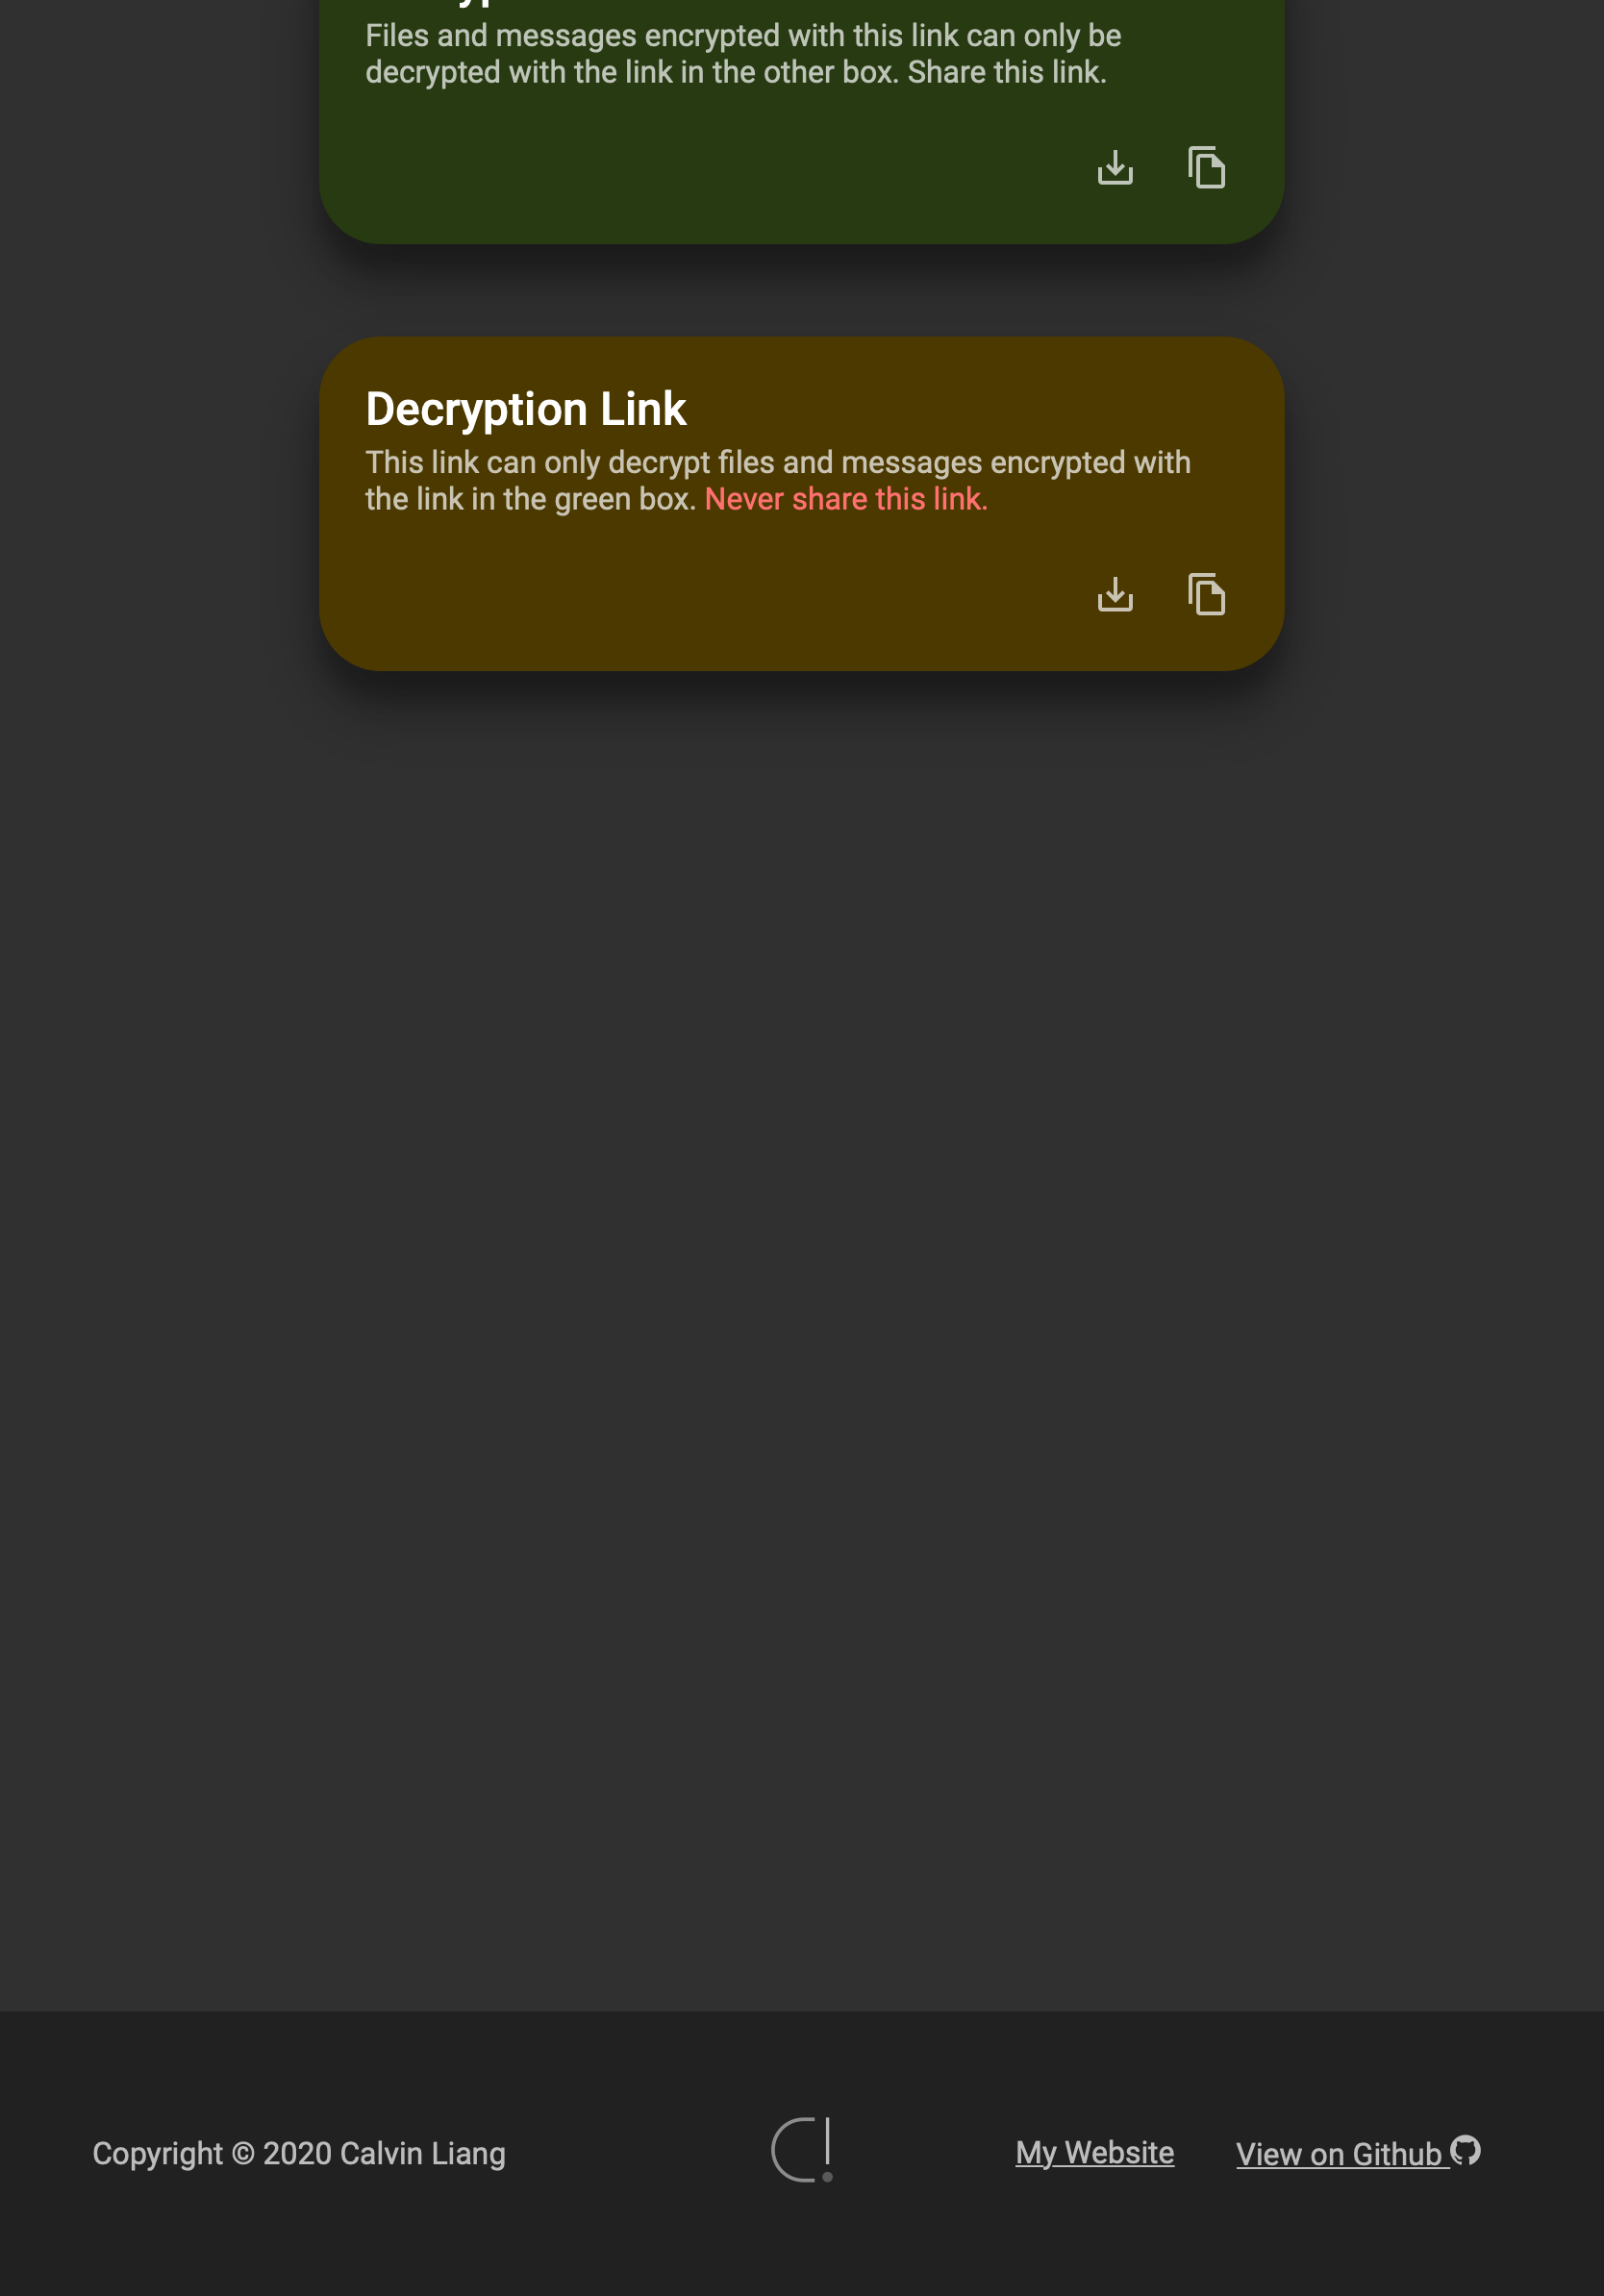 Files and messages encrypted with this link can only be
decrypted with the link in the other box. Share this link.
Decryption Link
This link can only decrypt files and messages encrypted with
the link in the green box. Never share this link.
Copyright © 2020 Calvin Liang
My Website
View on Github